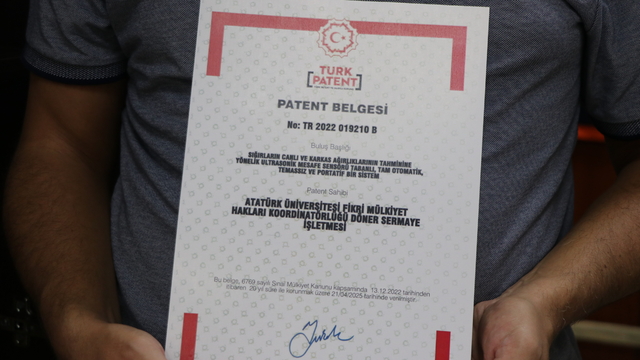 TÜRK
PATENT
PATENT BELGESİ
No: TR 2022 019210 B
Buluş Başlığı
SIĞIRLARIN CANLI VE KARKAS AĞIRLIKLARININ TAHMİNİNE
YÖNELİK ULTRASONİK MESAFE SENSÖRÜ TABANLI, TAM OTOMATİK,
TEMASSIZ VE PORTATİF BİR SİSTEM
Patent Sahibi
ATATÜRK ÜNİVERSİTESİ FİKRİ MÜLKİYET
HAKLARI KOORDİNATÖRLÜĞÜ DÖNER SERMAYE
İŞLETMESİ
Bu belge, 6769 sayılı Sınai Mülkiyet Kanunu kapsamında 13.12.2022 tarihinden
itibaren 20 yıl süre ile korunmak üzere 21/04/2025 tarihinde verilmiştir.